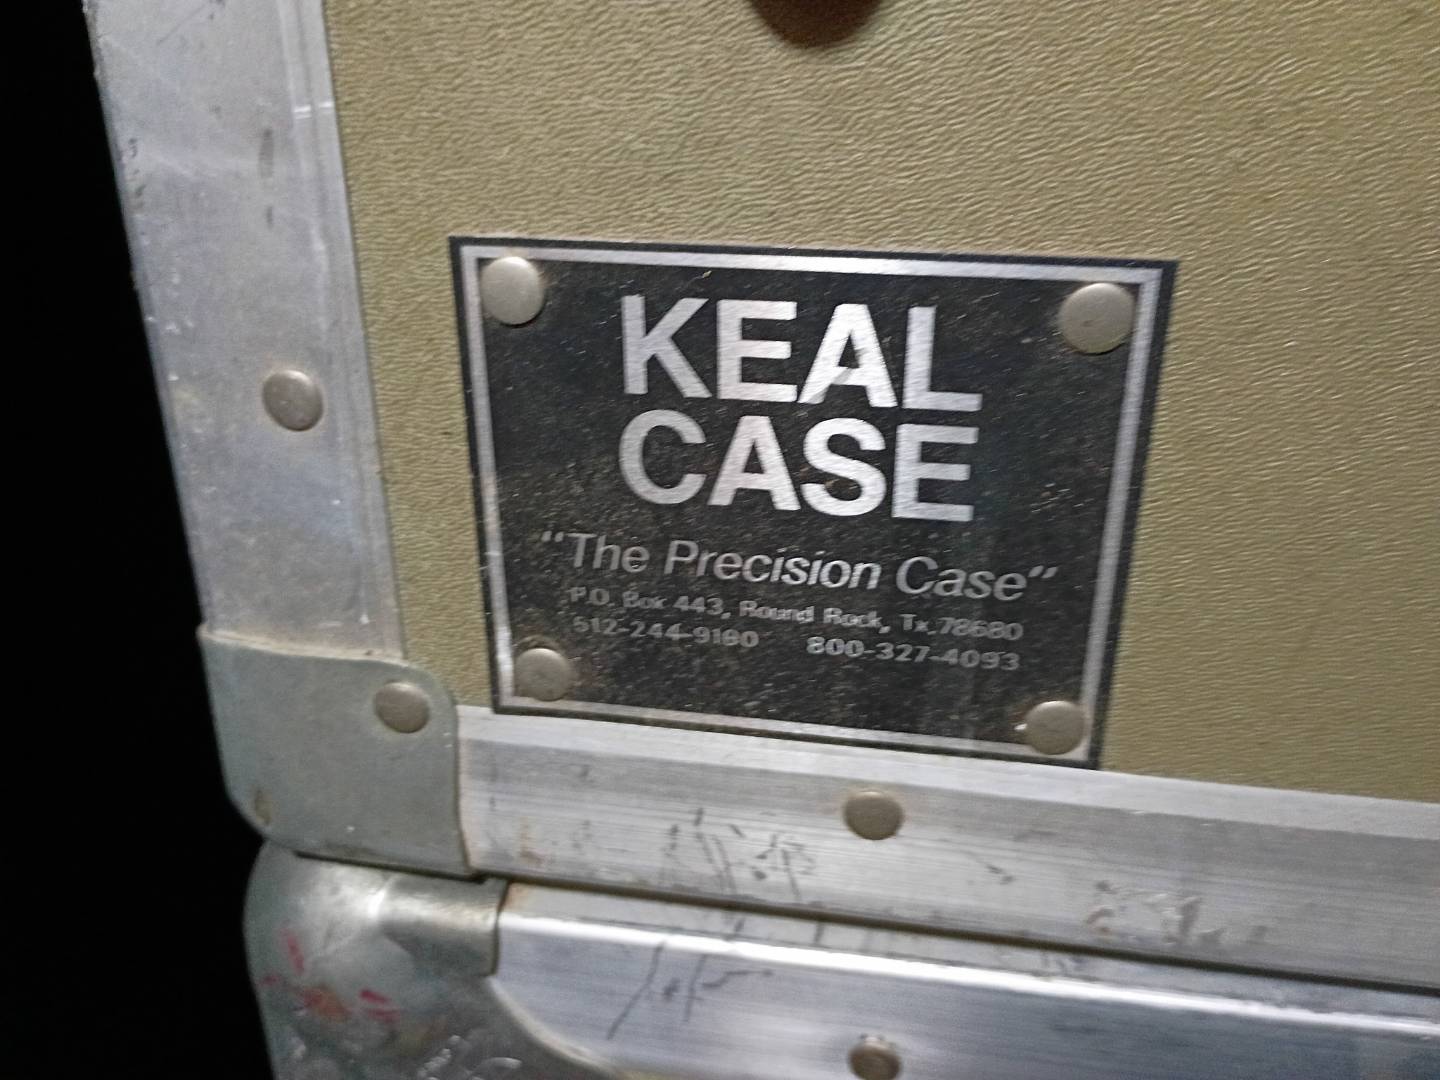 KEAL
CASE
“The Precision Case”
P.O. Box 443, Round Rock, Tx. 78680
512-244-9180 800-327-4093